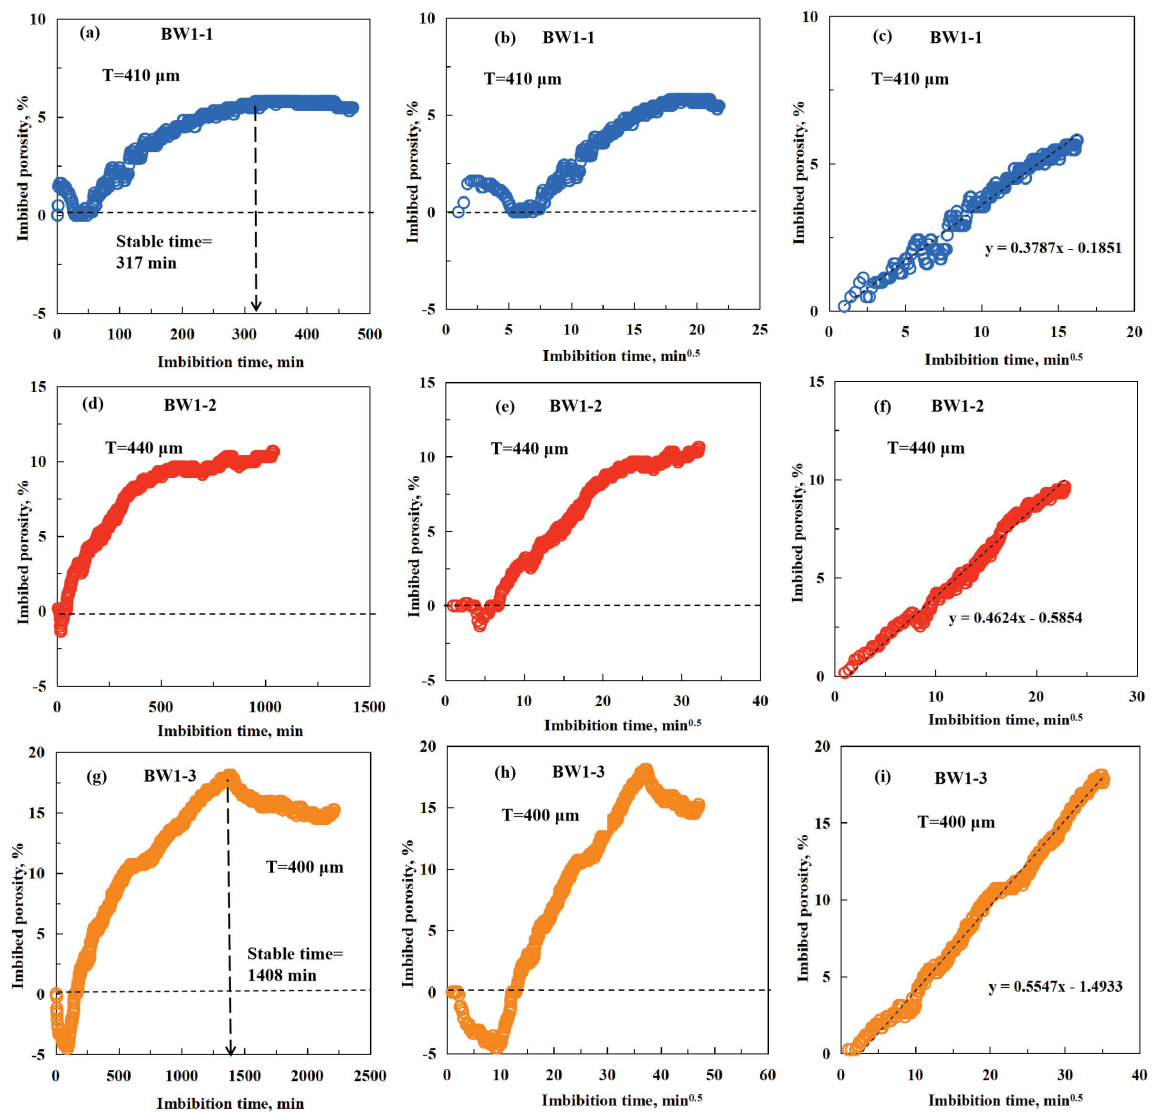 (a)
BW1-1
T=410 μm
Stable time=
317 min
Imbibed porosity, %
10
5
0
-5
0
100
200
300
400
500
Imbibition time, min
(b)
BW1-1
T=410 μm
Imbibed porosity, %
10
5
0
-5
0
5
10
15
20
25
Imbibition time, min0.5
(c)
BW1-1
T=410 μm
y = 0.3787x - 0.1851
Imbibed porosity, %
10
5
0
0
5
10
15
20
Imbibition time, min0.5
(d)
BW1-2
T=440 μm
Imbibed porosity, %
15
10
5
0
-5
0
500
1000
1500
Imbibition time, min
(e)
BW1-2
T=440 μm
Imbibed porosity, %
15
10
5
0
-5
0
10
20
30
40
Imbibition time, min0.5
(f)
BW1-2
T=440 μm
y = 0.4624x - 0.5854
Imbibed porosity, %
15
10
5
0
0
10
20
30
Imbibition time, min0.5
(g)
BW1-3
T=400 μm
Stable time=
1408 min
Imbibed porosity, %
20
15
10
5
0
-5
0
500
1000
1500
2000
2500
Imbibition time, min
(h)
BW1-3
T=400 μm
Imbibed porosity, %
20
15
10
5
0
-5
0
10
20
30
40
50
60
Imbibition time, min0.5
(i)
BW1-3
T=400 μm
y = 0.5547x - 1.4933
Imbibed porosity, %
20
15
10
5
0
0
10
20
30
40
Imbibition time, min0.5